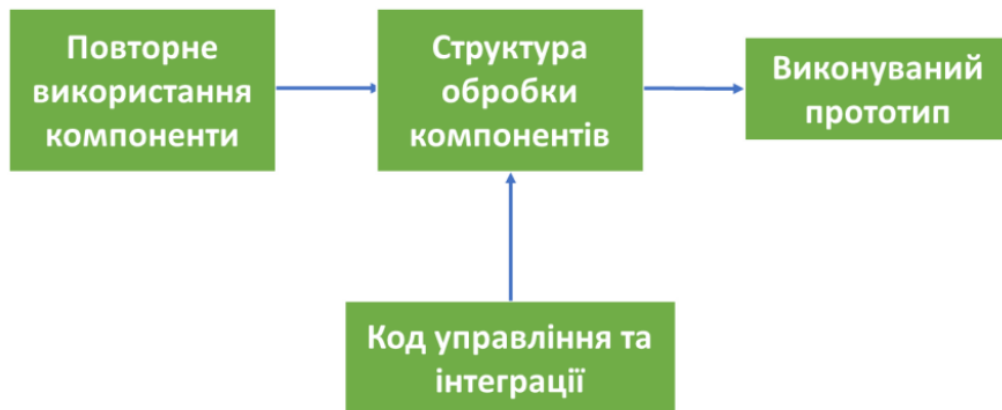 Повторне
використання
компоненти
Структура
обробки
компонентів
Виконуваний
прототип
Код управління та
інтеграції